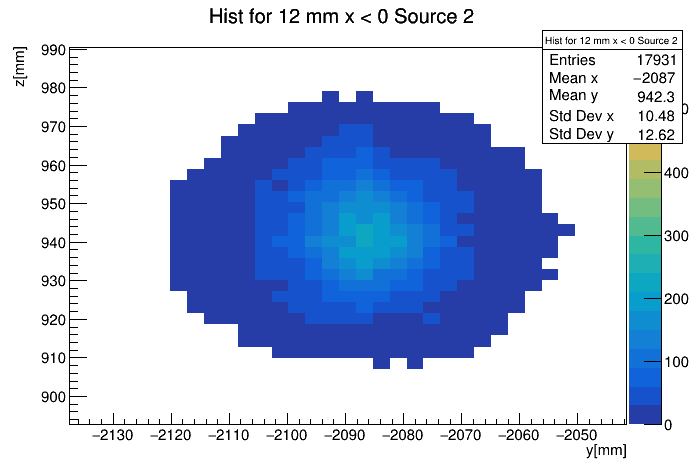 Hist for 12 mm x < 0 Source 2
z[mm]
990
980
970
960
950
940
930
920
910
900
−2130 −2120 −2110 −2100 −2090 −2080 −2070 −2060 −2050
y[mm]
Hist for 12 mm x < 0 Source 2
Entries 17931
Mean x −2087
Mean y 942.3
Std Dev x 10.48
Std Dev y 12.62
0
400
300
200
100
0